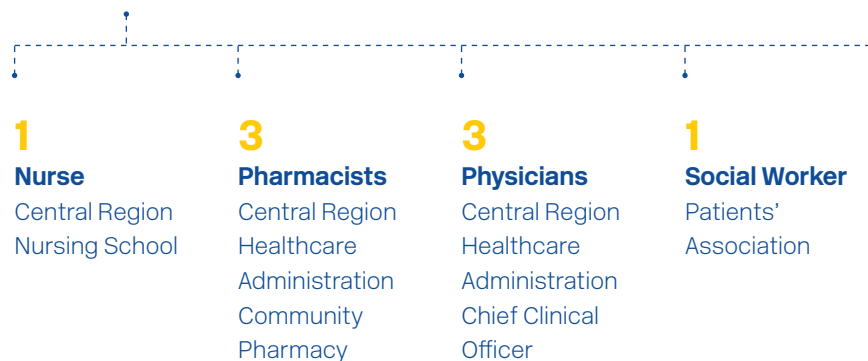 1
Nurse
Central Region
Nursing School
3
Pharmacists
Central Region
Healthcare
Administration
Community
Pharmacy
3
Physicians
Central Region
Healthcare
Administration
Chief Clinical
Officer
1
Social Worker
Patients’
Association